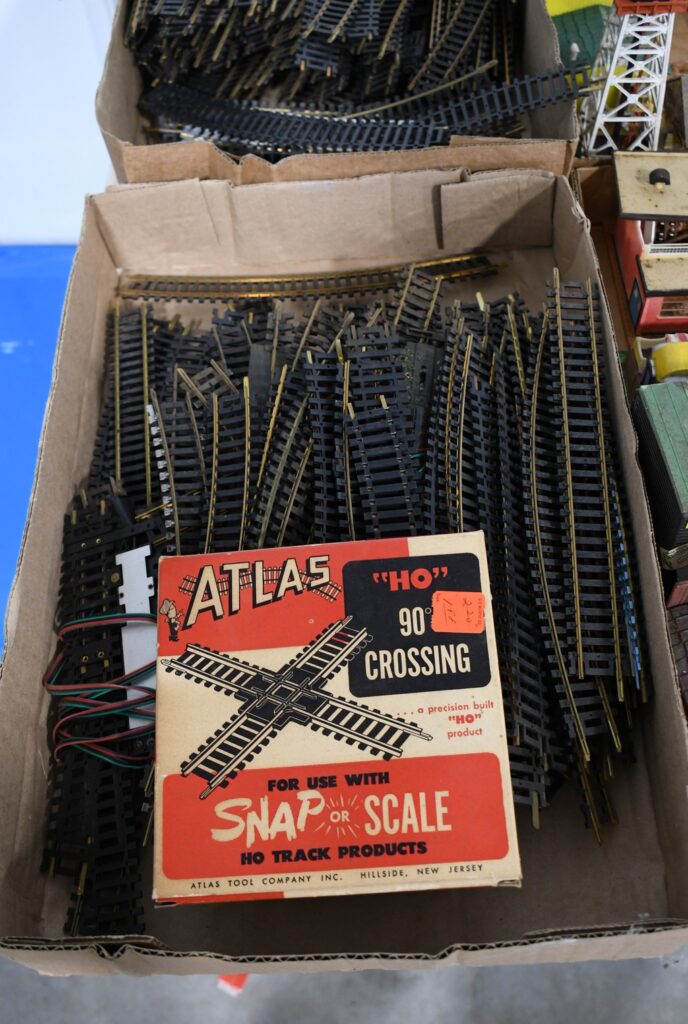 ATLAS
"HO"
90°
CROSSING
...a precision built
"HO"
product
FOR USE WITH
SNAP OR SCALE
HO TRACK PRODUCTS
ATLAS TOOL COMPANY INC. HILLSIDE, NEW JERSEY